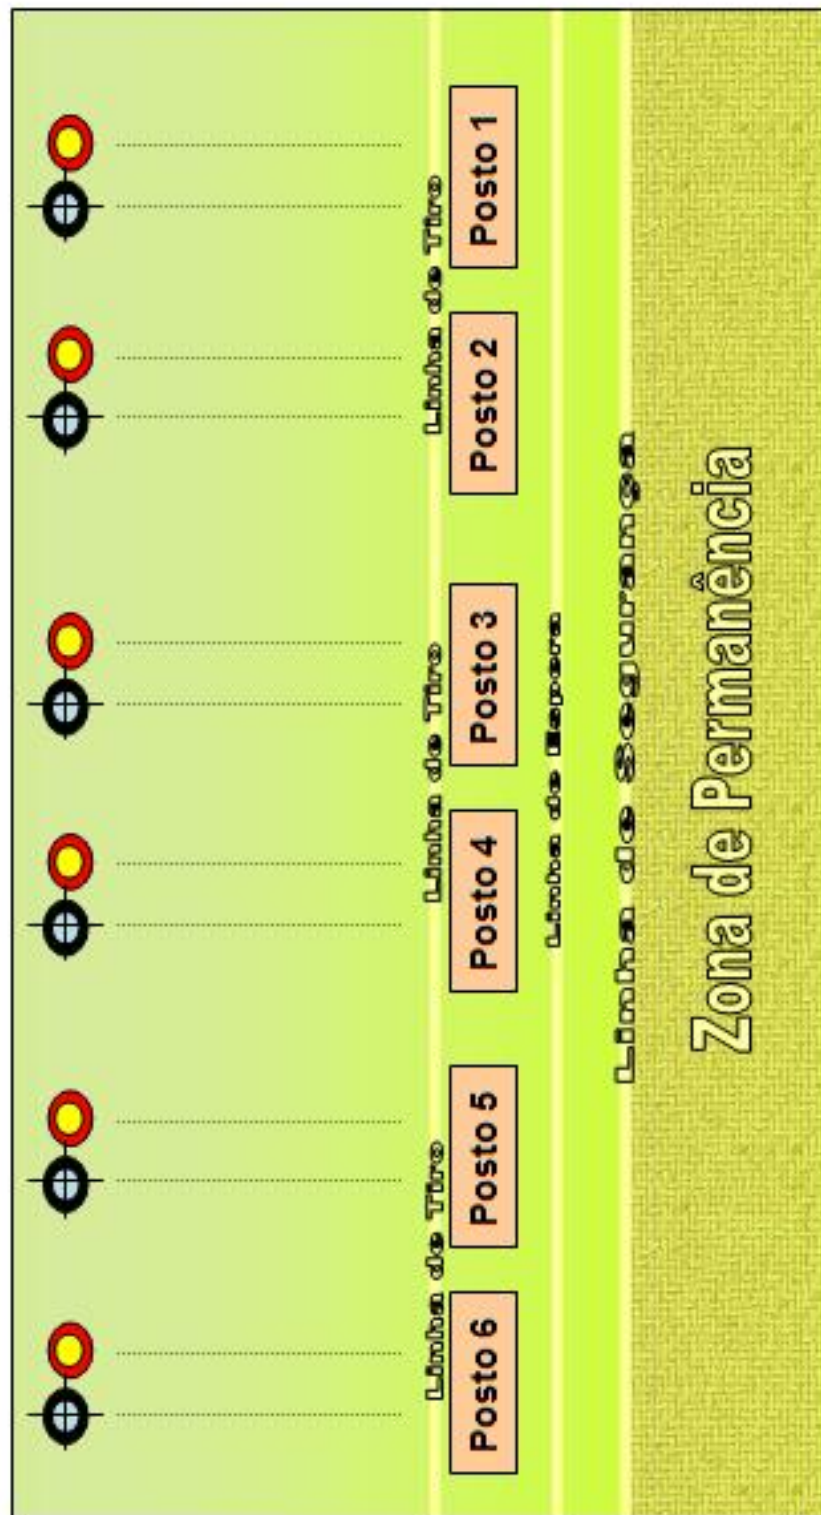 Posto 1
Posto 2
Posto 3
Posto 4
Posto 5
Posto 6
Linha de Tiro
Linha de Tiro
Linha de Tiro
Linha de Espera
Linha de Segurança
Zona de Permanência